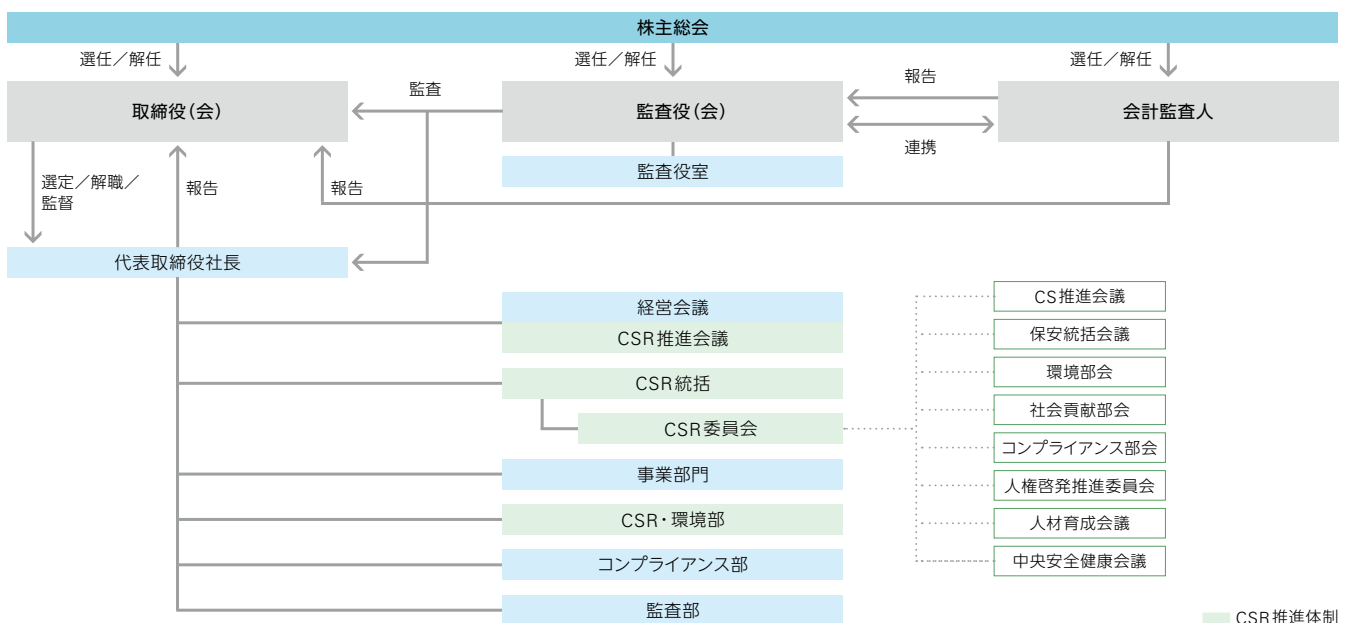 株主総会
選任／解任
選任／解任
選任／解任
取締役(会)
監査
監査役(会)
報告
連携
会計監査人
監査役室
選定／解職／
監督
報告
報告
代表取締役社長
経営会議
CSR推進会議
CSR統括
CSR委員会
事業部門
CSR・環境部
コンプライアンス部
監査部
CS推進会議
保安統括会議
環境部会
社会貢献部会
コンプライアンス部会
人権啓発推進委員会
人材育成会議
中央安全健康会議
CSR推進体制